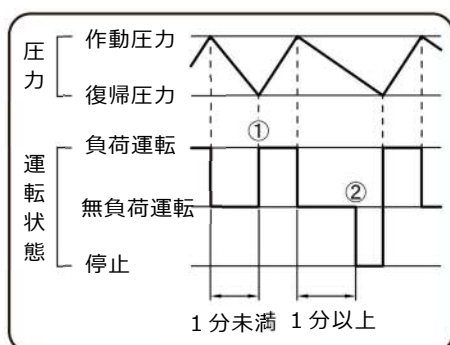 圧力
作動圧力
復帰圧力
①
運転状態
負荷運転
無負荷運転
②
停止
1分未満 1分以上